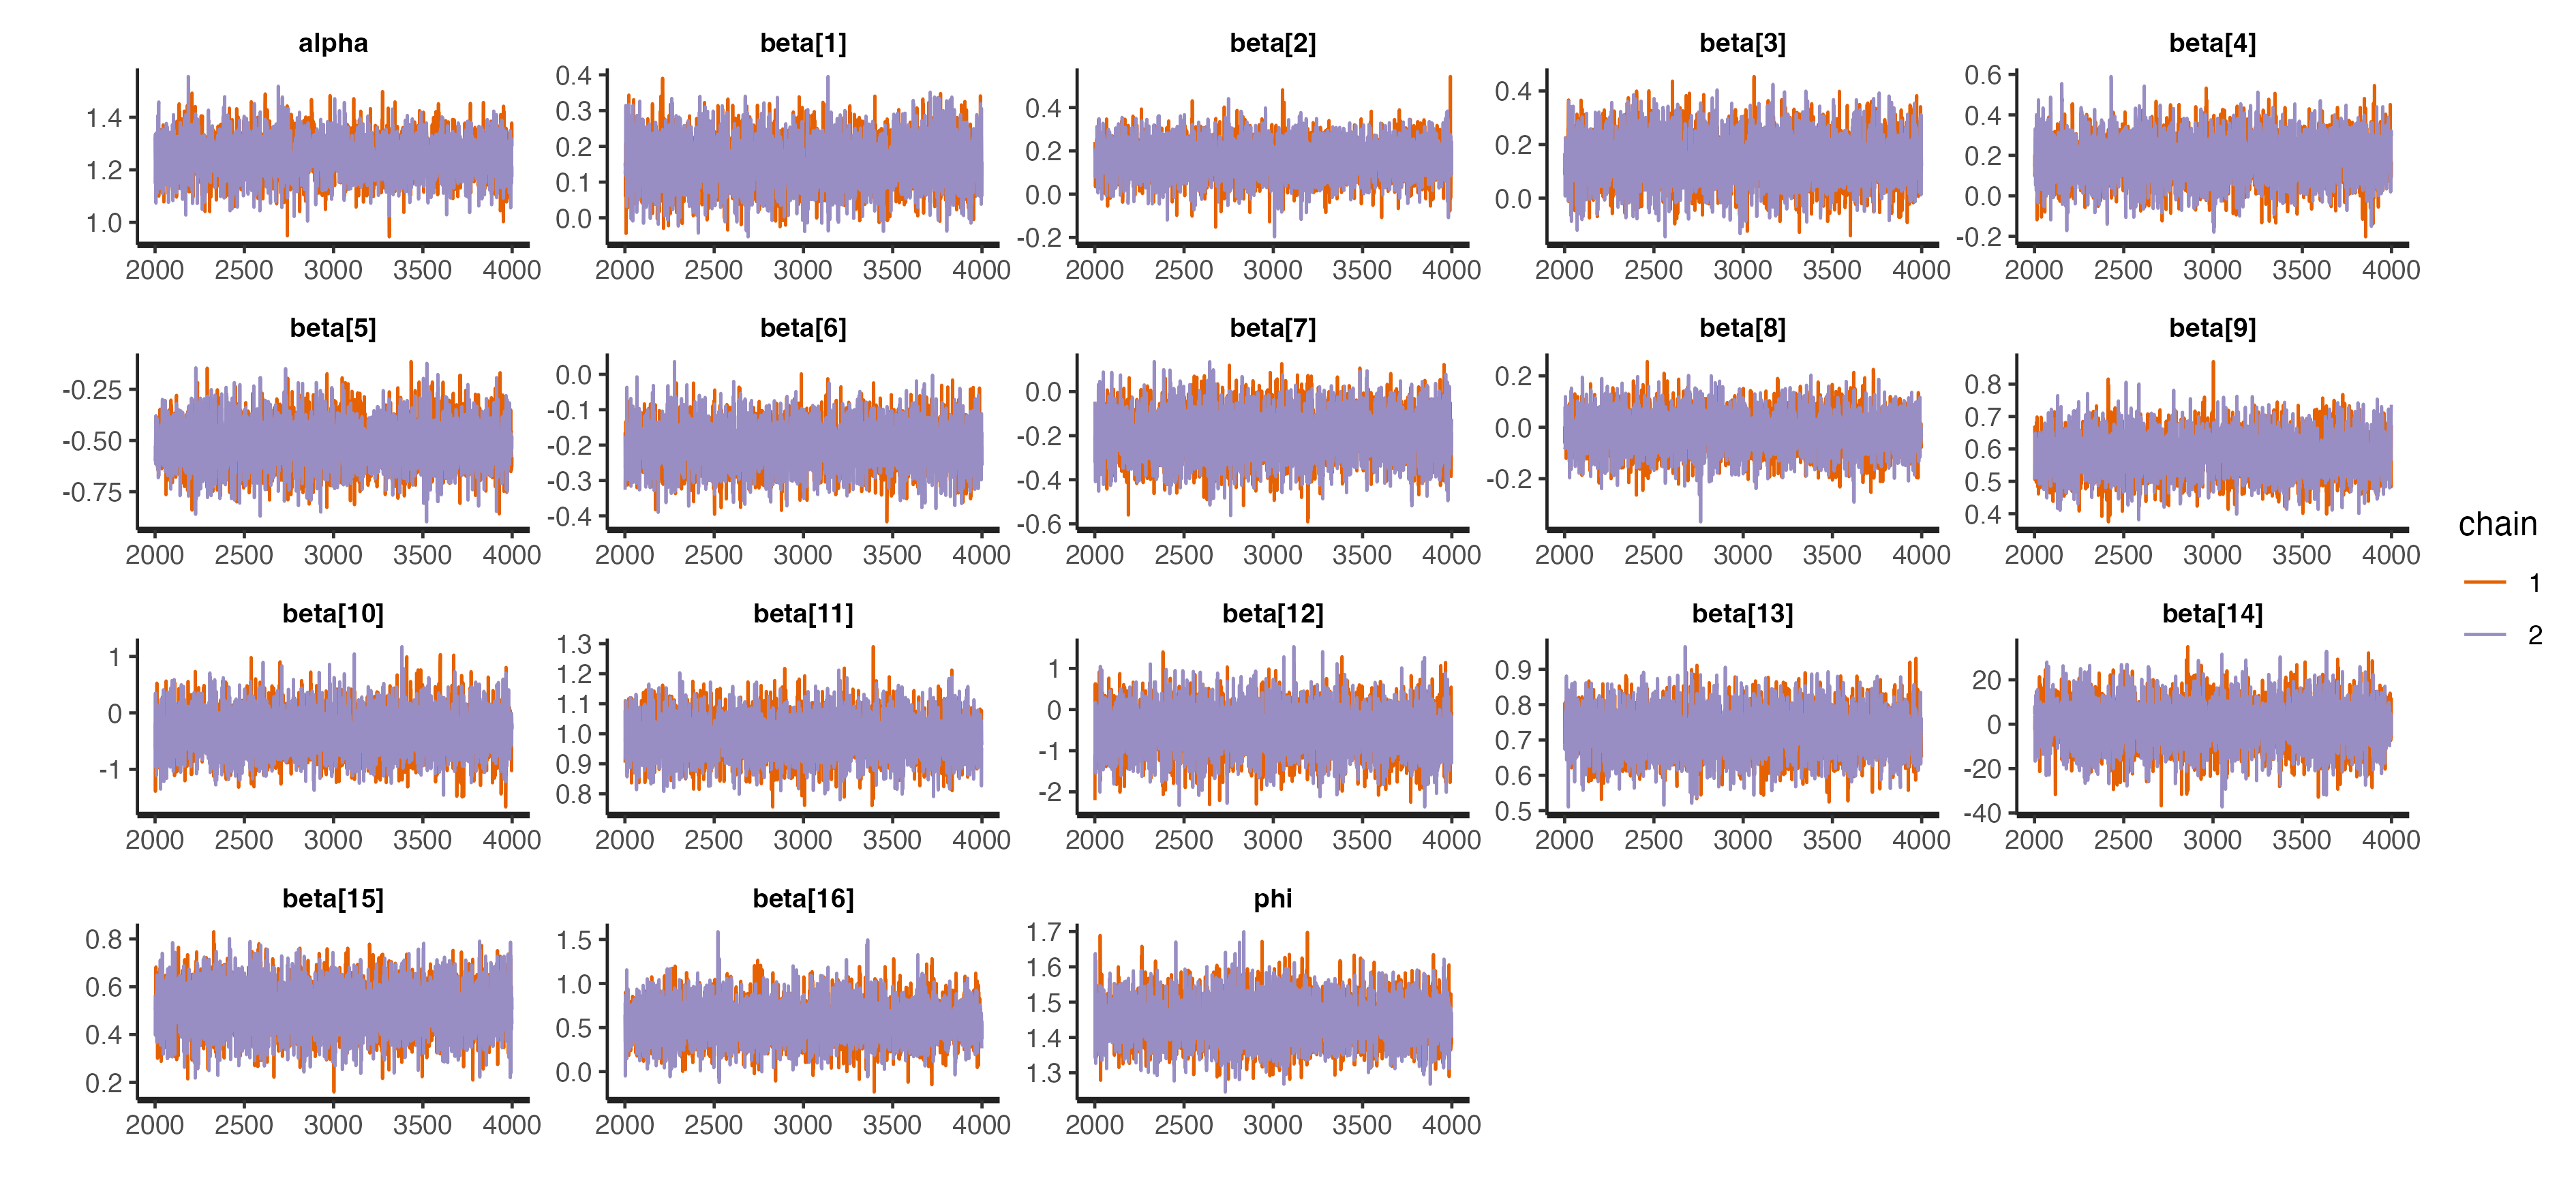 alpha beta[1] beta[2] beta[3] beta[4]
1.4 1.2 1.0
0.4 0.3 0.2 0.1 0.0
0.4 0.2 0.0 -0.2
0.4 0.2 0.0
0.6 0.4 0.2 0.0 -0.2
2000 2500 3000 3500 4000 2000 2500 3000 3500 4000 2000 2500 3000 3500 4000 2000 2500 3000 3500 4000 2000 2500 3000 3500 4000
beta[5] beta[6] beta[7] beta[8] beta[9]
-0.25 -0.50 -0.75
0.0 -0.1 -0.2 -0.3 -0.4
0.0 -0.2 -0.4 -0.6
0.2 0.0 -0.2
0.8 0.7 0.6 0.5 0.4
2000 2500 3000 3500 4000 2000 2500 3000 3500 4000 2000 2500 3000 3500 4000 2000 2500 3000 3500 4000 2000 2500 3000 3500 4000
beta[10] beta[11] beta[12] beta[13] beta[14]
1 0 -1
1.3 1.2 1.1 1.0 0.9 0.8
1 0 -1 -2
0.9 0.8 0.7 0.6 0.5
20 0 -20 -40
2000 2500 3000 3500 4000 2000 2500 3000 3500 4000 2000 2500 3000 3500 4000 2000 2500 3000 3500 4000 2000 2500 3000 3500 4000
beta[15] beta[16] phi
0.8 0.6 0.4 0.2
1.5 1.0 0.5 0.0
1.7 1.6 1.5 1.4 1.3
2000 2500 3000 3500 4000 2000 2500 3000 3500 4000 2000 2500 3000 3500 4000
chain
1
2